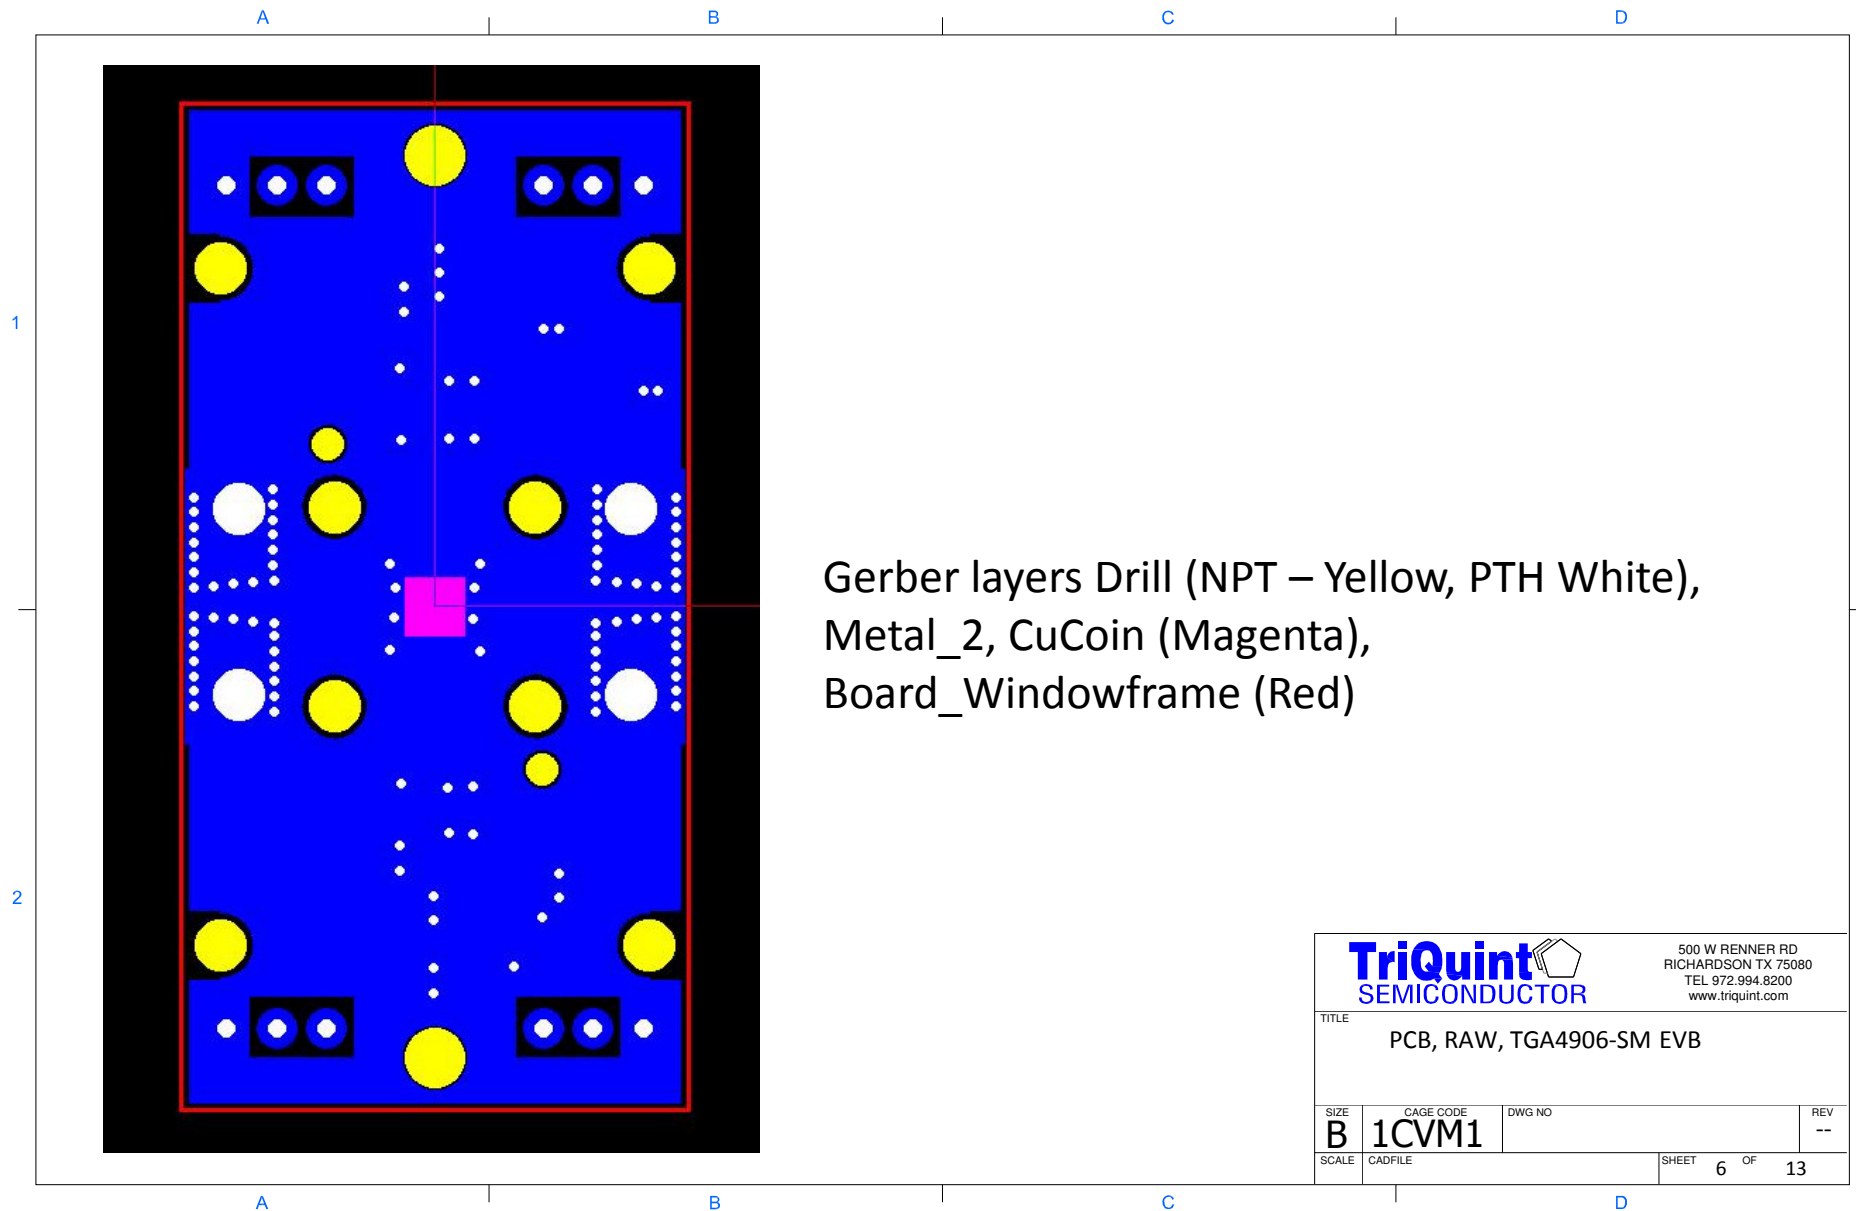 A B C D
1
2
Gerber layers Drill (NPT – Yellow, PTH White),
Metal_2, CuCoin (Magenta),
Board_Windowframe (Red)
TriQuint
SEMICONDUCTOR
500 W RENNER RD
RICHARDSON TX 75080
TEL 972.994.8200
www.triquint.com
TITLE
PCB, RAW, TGA4906-SM EVB
SIZE
B
CAGE CODE
1CVM1
DWG NO
REV
--
SCALE
CADFILE
SHEET 6 OF 13
A B C D